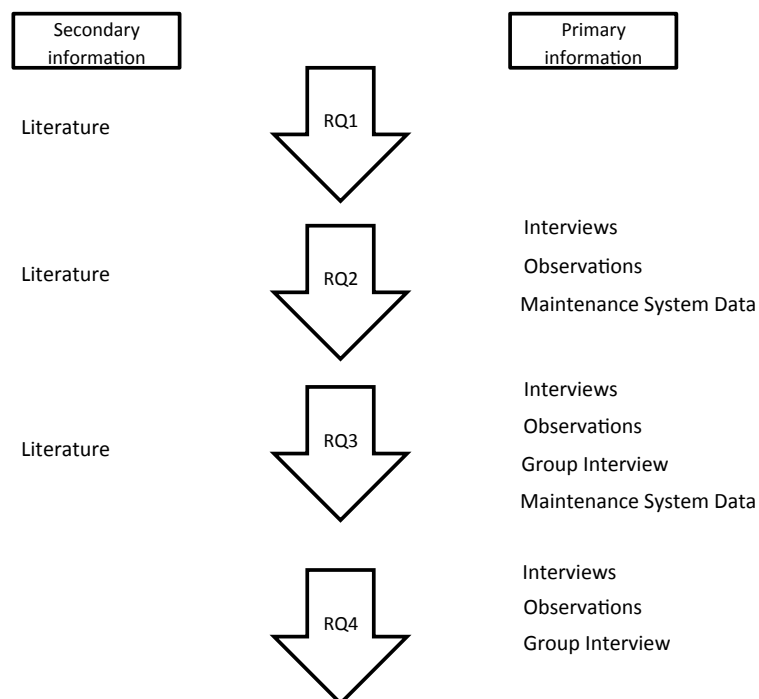 Secondary
information
Primary
information
Literature
RQ1
Literature
RQ2
Interviews
Observations
Maintenance System Data
Literature
RQ3
Interviews
Observations
Group Interview
Maintenance System Data
RQ4
Interviews
Observations
Group Interview